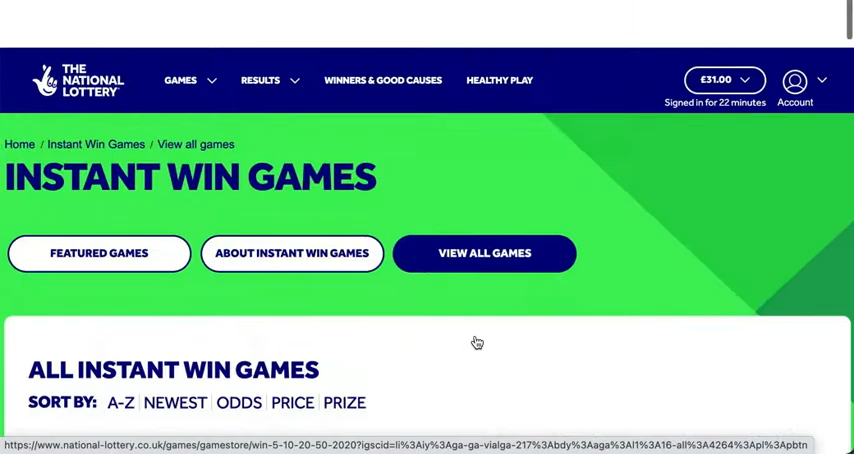 THE NATIONAL LOTTERY
GAMES
RESULTS
WINNERS & GOOD CAUSES
HEALTHY PLAY
£31.00
Signed in for 22 minutes
Account
Home / Instant Win Games / View all games
INSTANT WIN GAMES
FEATURED GAMES
ABOUT INSTANT WIN GAMES
VIEW ALL GAMES
ALL INSTANT WIN GAMES
SORT BY: A-Z NEWEST ODDS PRICE PRIZE
https://www.national-lottery.co.uk/games/gamestore/win-5-10-20-50-2020?igscid=li%3Aiy%3Aga-ga-vialga-217%3Abdy%3Aaga%3Al1%3A16-all%3A4264%3Apl%3Apbtn